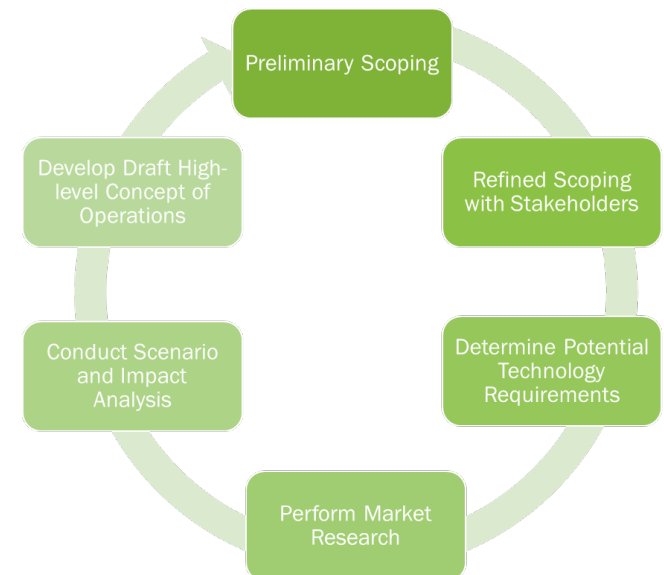 Preliminary Scoping
Refined Scoping
with Stakeholders
Determine Potential
Technology
Requirements
Perform Market
Research
Conduct Scenario
and Impact
Analysis
Develop Draft High-
level Concept of
Operations